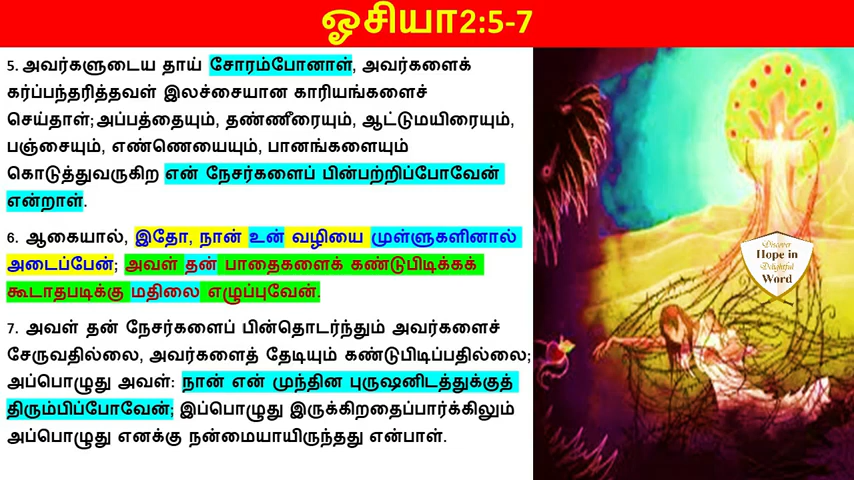 ஓசியா2:5-7
5. அவர்களுடைய தாய் சோரம்போனாள், அவர்களைக்
கர்ப்பந்தரித்தவள் இலச்சையான காரியங்களைச்
செய்தாள்; அப்பத்தையும், தண்ணீரையும், ஆட்டுமயிரையும்,
பஞ்சையும், எண்ணெயையும், பானங்களையும்
கொடுத்துவருகிற என் நேசர்களைப் பின்பற்றிப்போவேன்
என்றாள்.
6. ஆகையால், இதோ, நான் உன் வழியை முள்ளுகளினால்
அடைப்பேன்; அவள் தன் பாதைகளைக் கண்டுபிடிக்கக்
கூடாதபடிக்கு மதிலை எழுப்புவேன்.
7. அவள் தன் நேசர்களைப் பின்தொடர்ந்தும் அவர்களைச்
சேருவதில்லை, அவர்களைத் தேடியும் கண்டுபிடிப்பதில்லை;
அப்பொழுது அவள்: நான் என் முந்தின புருஷனிடத்துக்குத்
திரும்பிப்போவேன்; இப்பொழுது இருக்கிறதைப்பார்க்கிலும்
அப்பொழுது எனக்கு நன்மையாயிருந்தது என்பாள்.
Discover
Hope in
Delightful
Word